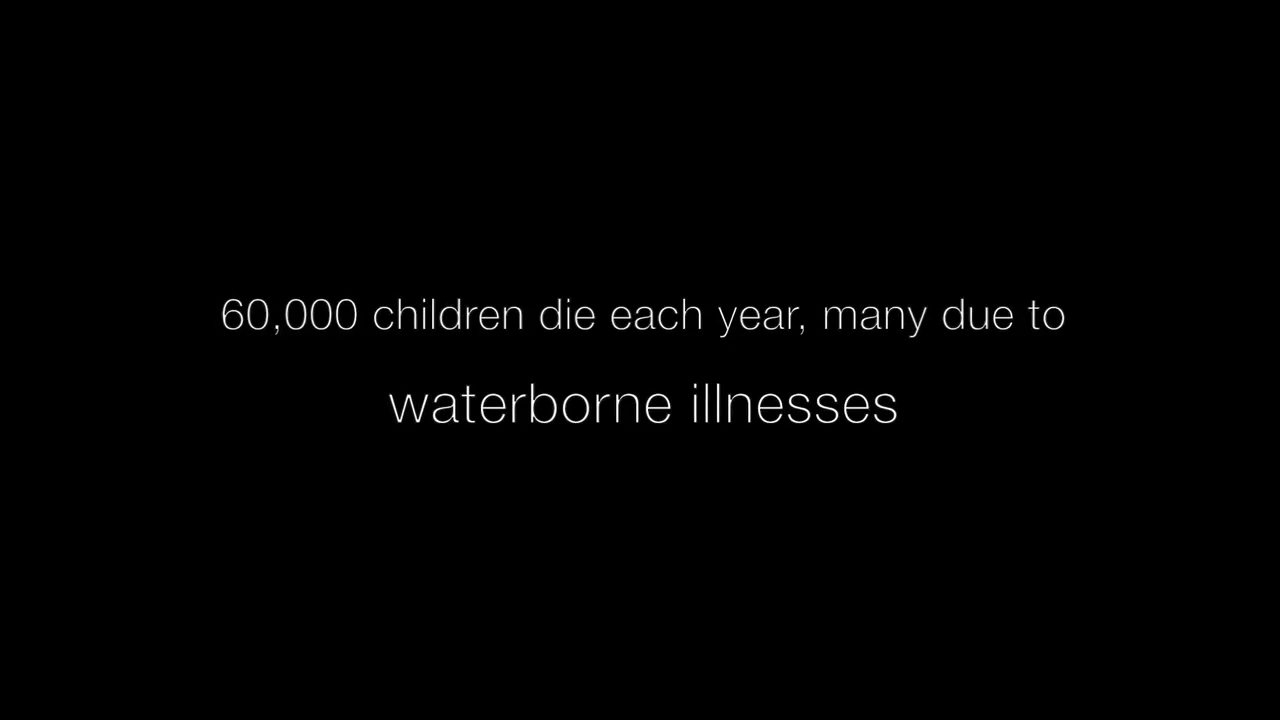 60,000 children die each year, many due to
waterborne illnesses